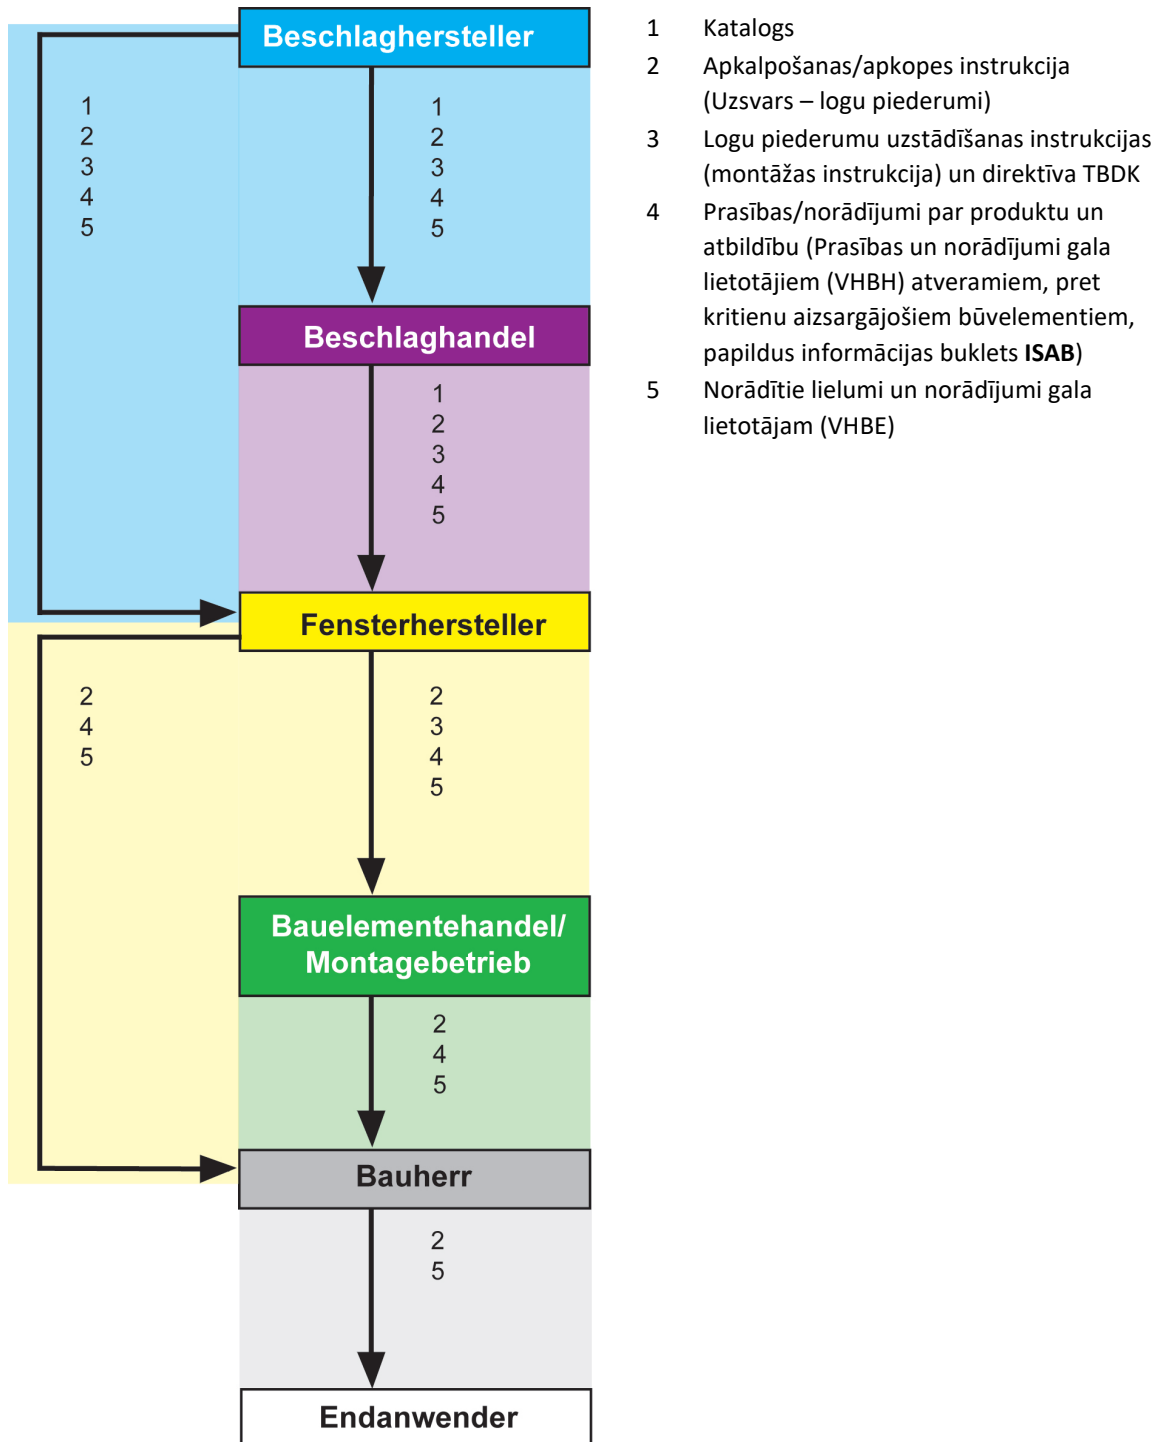 Beschlaghersteller
1
2
3
4
5
1
2
3
4
5
Beschlaghandel
1
2
3
4
5
Fensterhersteller
2
4
5
2
3
4
5
Bauelementehandel/
Montagebetrieb
2
4
5
Bauherr
2
5
Endanwender
1 Katalogs
2 Apkalpošanas/apkopes instrukcija
(Uzsvars – logu piederumi)
3 Logu piederumu uzstādīšanas instrukcijas
(montāžas instrukcija) un direktīva TBDK
4 Prasības/norādījumi par produktu un
atbildību (Prasības un norādījumi gala
lietotājiem (VHBH) atveramiem, pret
kritienu aizsargājošiem būvelementiem,
papildus informācijas buklets ISAB)
5 Norādītie lielumi un norādījumi gala
lietotājam (VHBE)